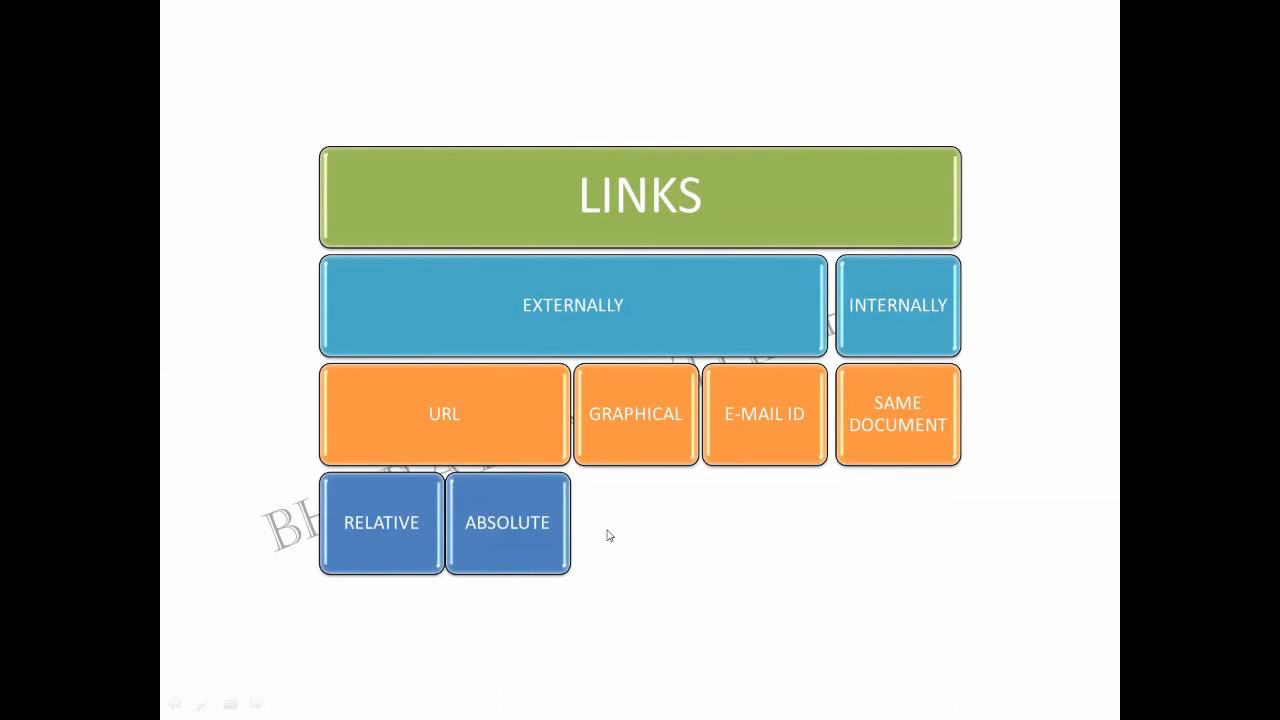 LINKS
EXTERNALLY
INTERNALLY
URL
GRAPHICAL
E-MAIL ID
SAME
DOCUMENT
RELATIVE
ABSOLUTE